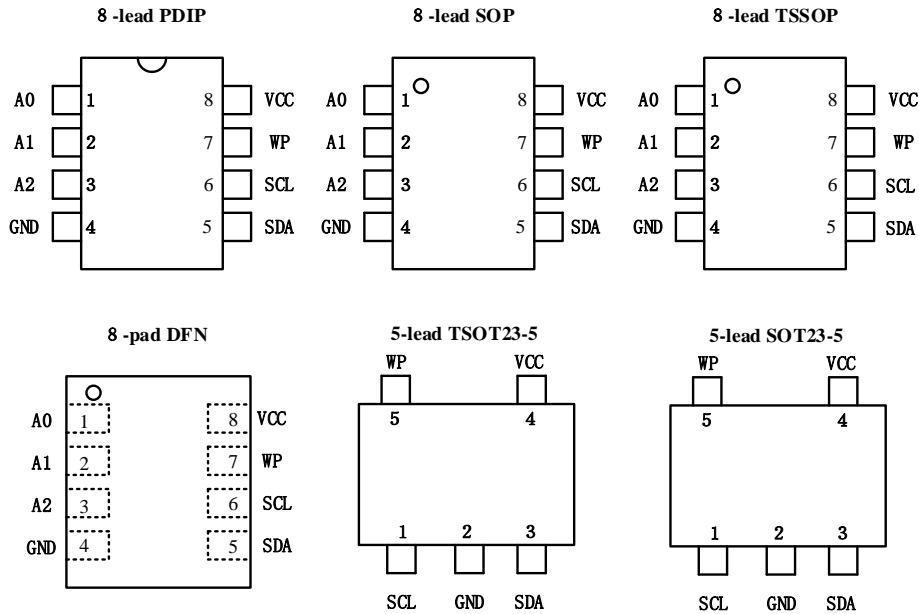 8 -lead PDIP
A0 1 8 VCC
A1 2 7 WP
A2 3 6 SCL
GND 4 5 SDA
8 -lead SOP
A0 1 8 VCC
A1 2 7 WP
A2 3 6 SCL
GND 4 5 SDA
8 -lead TSSOP
A0 1 8 VCC
A1 2 7 WP
A2 3 6 SCL
GND 4 5 SDA
8 -pad DFN
A0 1 8 VCC
A1 2 7 WP
A2 3 6 SCL
GND 4 5 SDA
5-lead TSOT23-5
WP VCC
5 4
1 2 3
SCL GND SDA
5-lead SOT23-5
WP VCC
5 4
1 2 3
SCL GND SDA